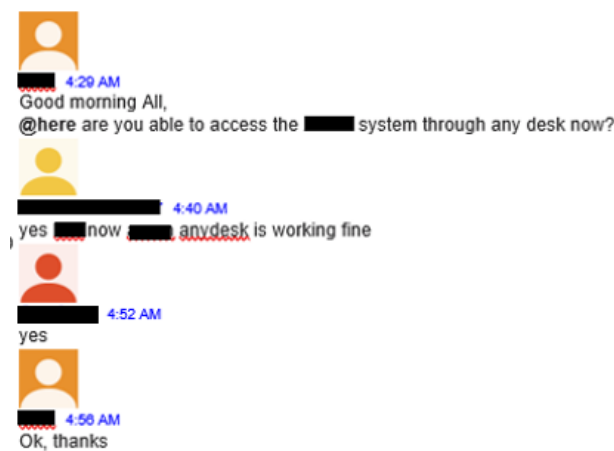 4:29 AM
Good morning All,
@here are you able to access the system through any desk now?
4:40 AM
yes now anydesk is working fine
4:52 AM
yes
4:56 AM
Ok, thanks